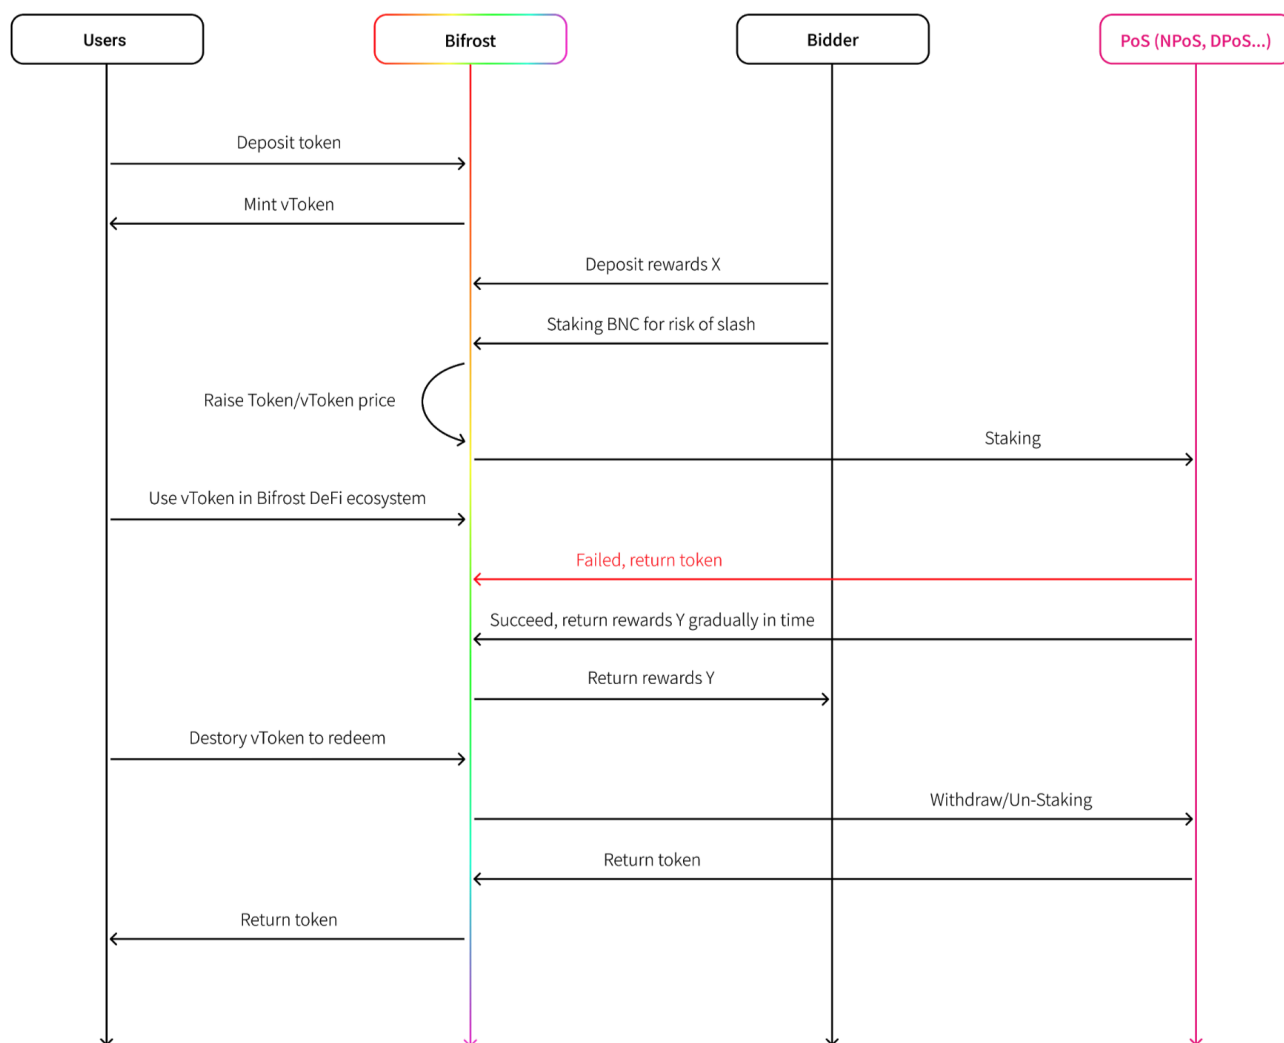 Users
Bifrost
Bidder
PoS (NPoS, DPoS...)
Deposit token
Mint vToken
Deposit rewards X
Staking BNC for risk of slash
Raise Token/vToken price
Staking
Use vToken in Bifrost DeFi ecosystem
Failed, return token
Succeed, return rewards Y gradually in time
Return rewards Y
Destory vToken to redeem
Withdraw/Un-Staking
Return token
Return token